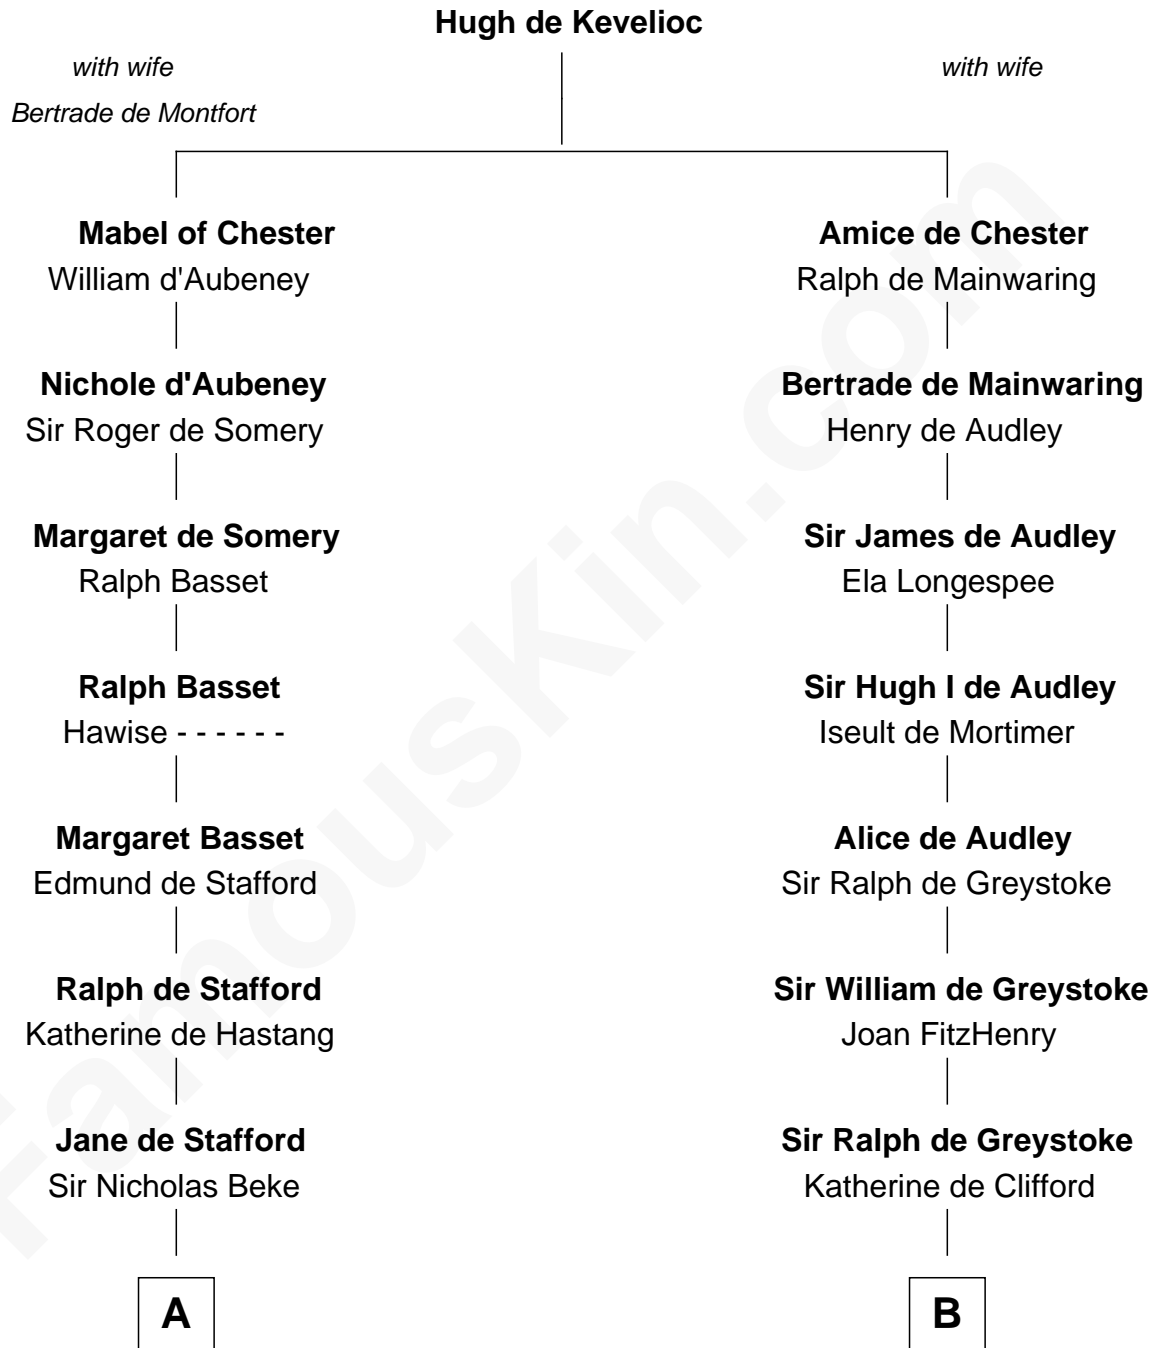 Hugh de Kevelioc
with wife
Bertrade de Montfort
with wife
Mabel of Chester
William d'Aubeney
Amice de Chester
Ralph de Mainwaring
Nichole d'Aubeney
Sir Roger de Somery
Bertrade de Mainwaring
Henry de Audley
Margaret de Somery
Ralph Basset
Sir James de Audley
Ela Longespee
Ralph Basset
Hawise - - - - - -
Sir Hugh I de Audley
Iseult de Mortimer
Margaret Basset
Edmund de Stafford
Alice de Audley
Sir Ralph de Greystoke
Ralph de Stafford
Katherine de Hastang
Sir William de Greystoke
Joan FitzHenry
Jane de Stafford
Sir Nicholas Beke
Sir Ralph de Greystoke
Katherine de Clifford
A
B
FamousKin.com